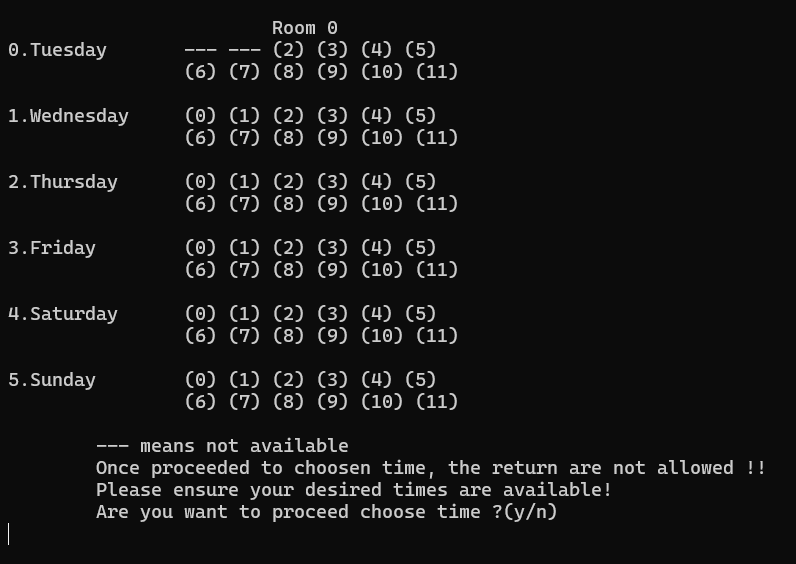 Room 0
0.Tuesday --- --- (2) (3) (4) (5)
(6) (7) (8) (9) (10) (11)
1.Wednesday (0) (1) (2) (3) (4) (5)
(6) (7) (8) (9) (10) (11)
2.Thursday (0) (1) (2) (3) (4) (5)
(6) (7) (8) (9) (10) (11)
3.Friday (0) (1) (2) (3) (4) (5)
(6) (7) (8) (9) (10) (11)
4.Saturday (0) (1) (2) (3) (4) (5)
(6) (7) (8) (9) (10) (11)
5.Sunday (0) (1) (2) (3) (4) (5)
(6) (7) (8) (9) (10) (11)
--- means not available
Once proceeded to choosen time, the return are not allowed !!
Please ensure your desired times are available!
Are you want to proceed choose time ?(y/n)